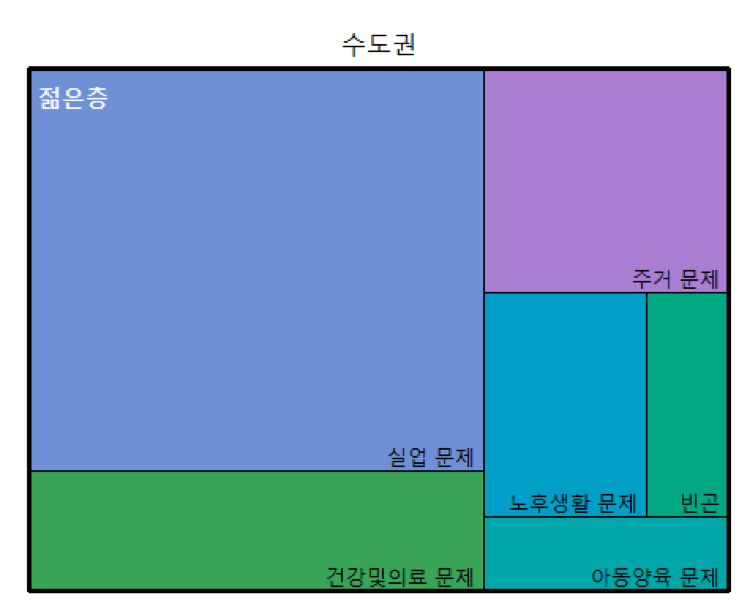 수도권
젊은층
주거 문제
실업 문제
노후생활 문제
빈곤
건강및의료 문제
아동양육 문제